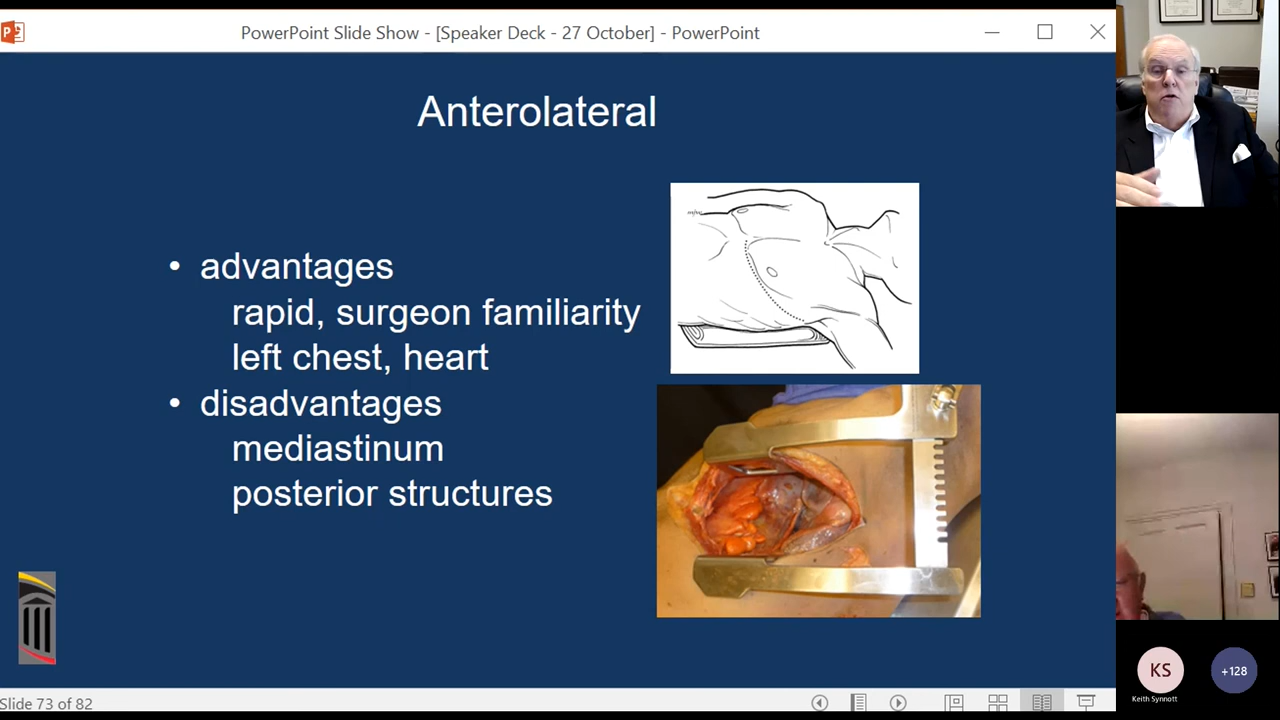 PowerPoint Slide Show - [Speaker Deck - 27 October] - PowerPoint
Anterolateral
• advantages
rapid, surgeon familiarity
left chest, heart
• disadvantages
mediastinum
posterior structures
Slide 73 of 82
KS
Keith Synnott
+128